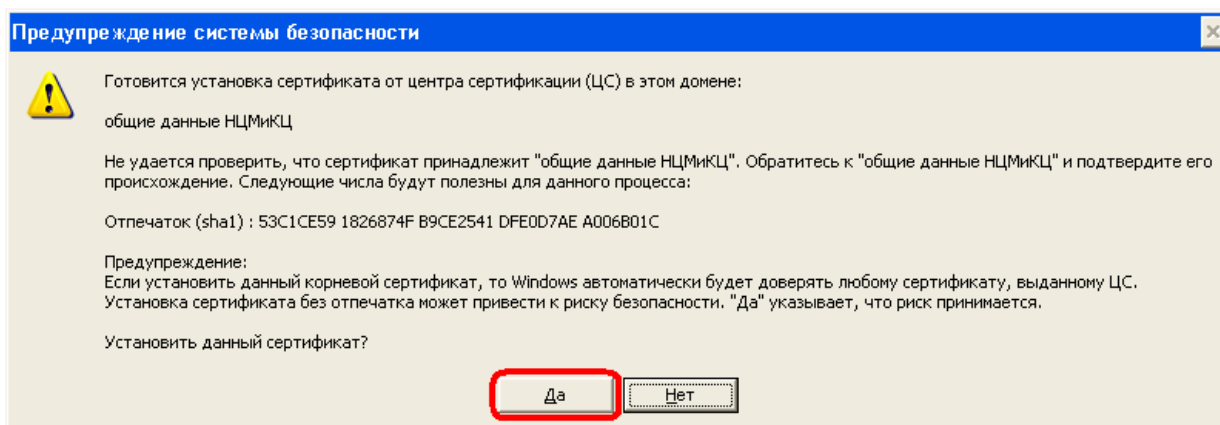 Предупреждение системы безопасности
Готовится установка сертификата от центра сертификации (ЦС) в этом домене:
общие данные НЦМиКЦ
Не удается проверить, что сертификат принадлежит "общие данные НЦМиКЦ". Обратитесь к "общие данные НЦМиКЦ" и подтвердите его
происхождение. Следующие числа будут полезны для данного процесса:
Отпечаток (sha1) : 53C1CE59 1826874F B9CE2541 DFE0D7AE A006B01C
Предупреждение:
Если установить данный корневой сертификат, то Windows автоматически будет доверять любому сертификату, выданному ЦС.
Установка сертификата без отпечатка может привести к риску безопасности. "Да" указывает, что риск принимается.
Установить данный сертификат?
Да Нет